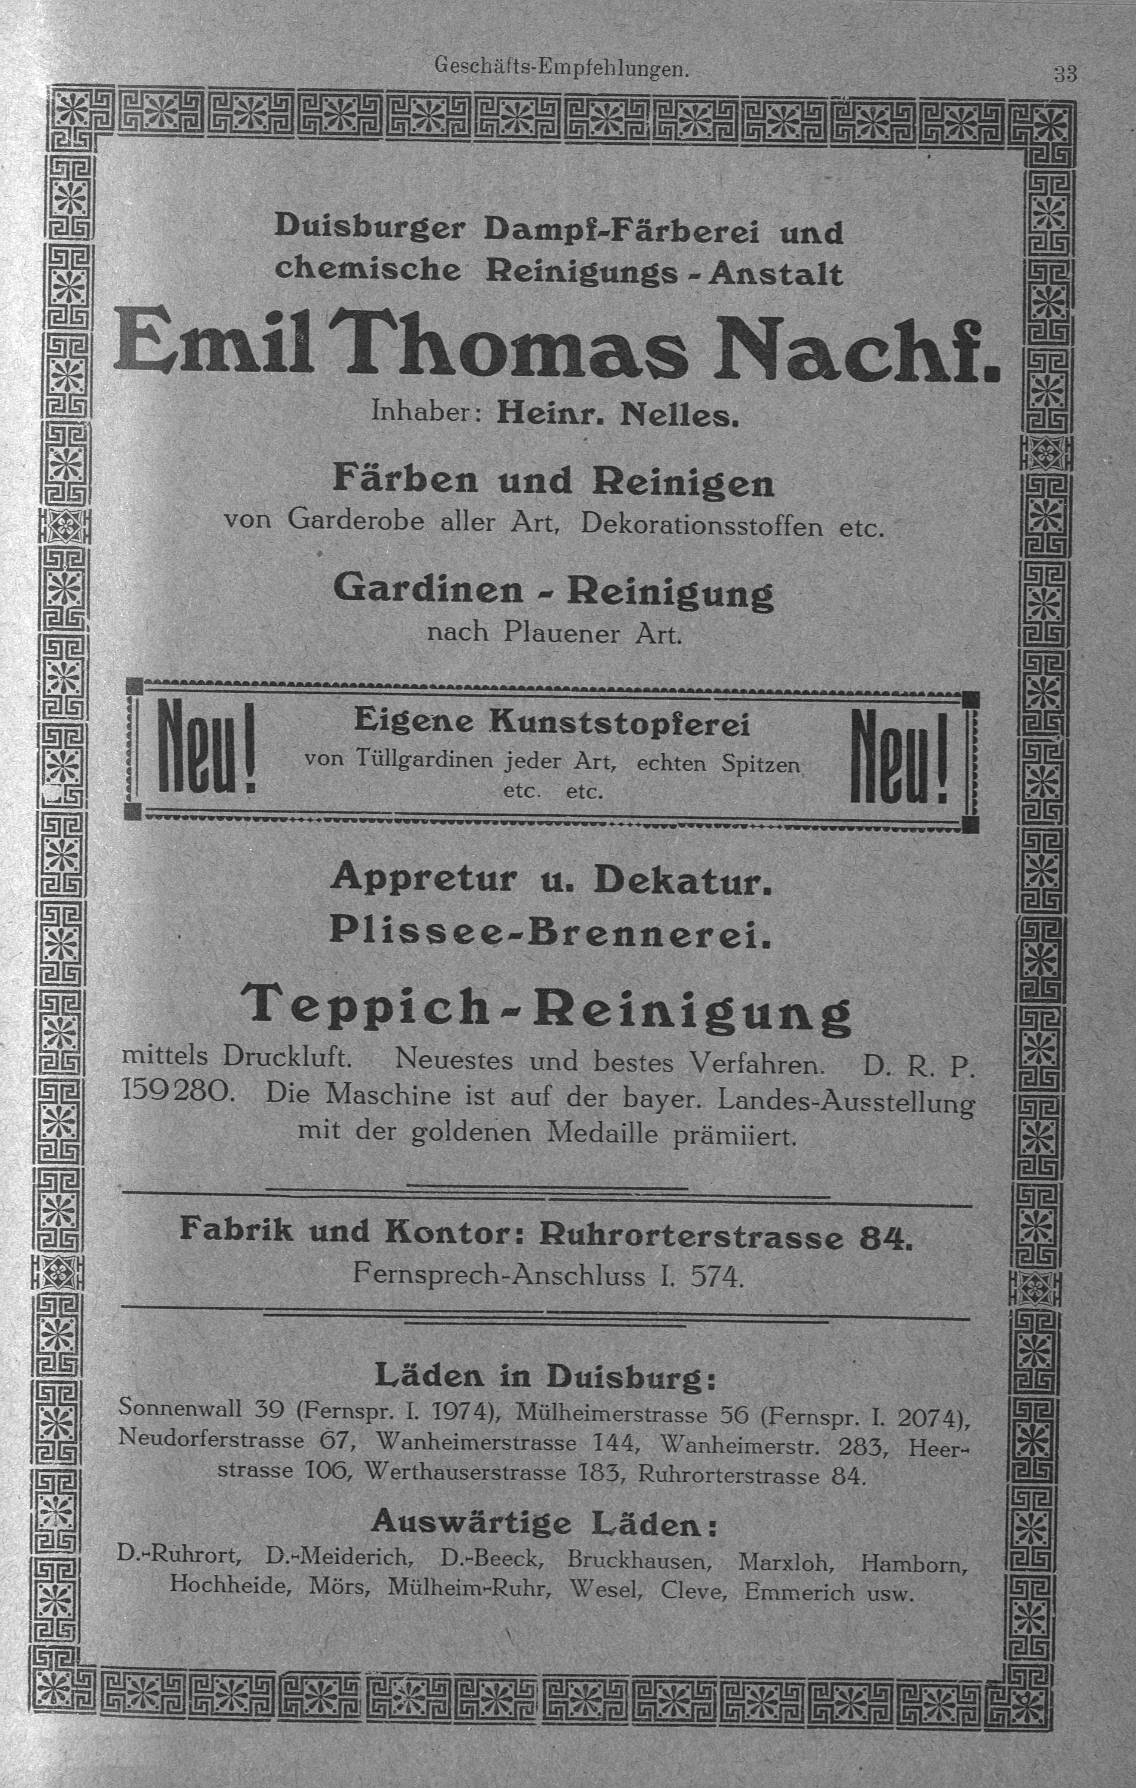 Geschäfts-Empfehlungen.
33
Duisburger Dampf-Färberei und
chemische Reinigungs-Anstalt
Emil Thomas Nachf.
Inhaber: Heinr. Nelles.
Färben und Reinigen
von Garderobe aller Art, Dekorationsstoffen etc.
Gardinen-Reinigung
nach Plauener Art.
Neu!
Eigene Kunststopferei
von Tüllgardinen jeder Art, echten Spitzen
etc. etc.
Neu!
Appretur u. Dekatur.
Plissee-Brennerei.
Teppich-Reinigung
mittels Druckluft. Neuestes und bestes Verfahren. D. R. P.
159280. Die Maschine ist auf der bayer. Landes-Ausstellung
mit der goldenen Medaille prämiiert.
Fabrik und Kontor: Ruhrorterstrasse 84.
Fernsprech-Anschluss I. 574.
Läden in Duisburg:
Sonnenwall 39 (Fernspr. I. 1974), Mülheimerstrasse 56 (Fernspr. I. 2074),
Neudorferstrasse 67, Wanheimerstrasse 144, Wanheimerstr. 283, Heer-
strasse 106, Werthauserstrasse 183, Ruhrorterstrasse 84.
Auswärtige Läden:
D.-Ruhrort, D.-Meiderich, D.-Beeck, Bruckhausen, Marxloh, Hamborn,
Hochheide, Mörs, Mülheim-Ruhr, Wesel, Cleve, Emmerich usw.